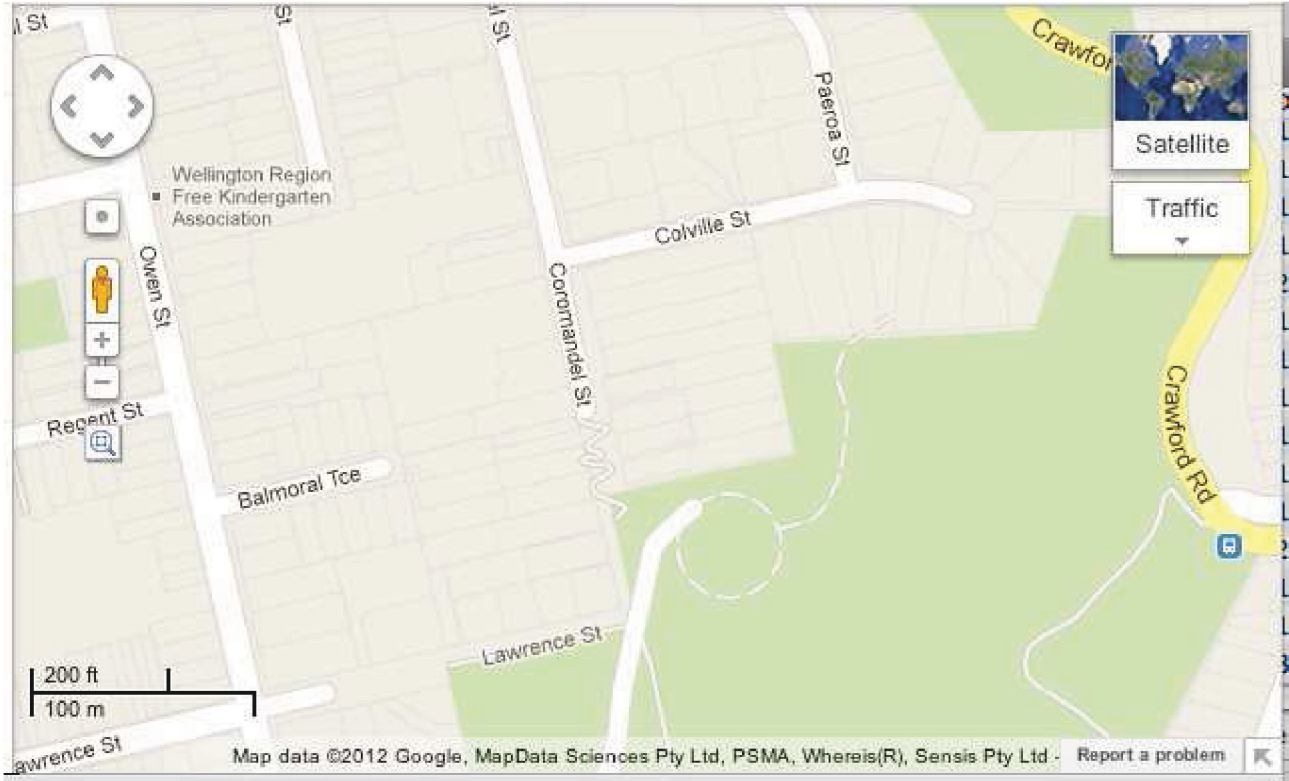 St
St
St
Crawfor
Paeroa St
Satellite
Wellington Region
Free Kindergarten
Association
Traffic
Colville St
Owen St
Coromandel St
Regent St
Crawford Rd
Balmoral Tce
Lawrence St
200 ft
100 m
awrence St
Map data ©2012 Google, MapData Sciences Pty Ltd, PSMA, Whereis(R), Sensis Pty Ltd -
Report a problem